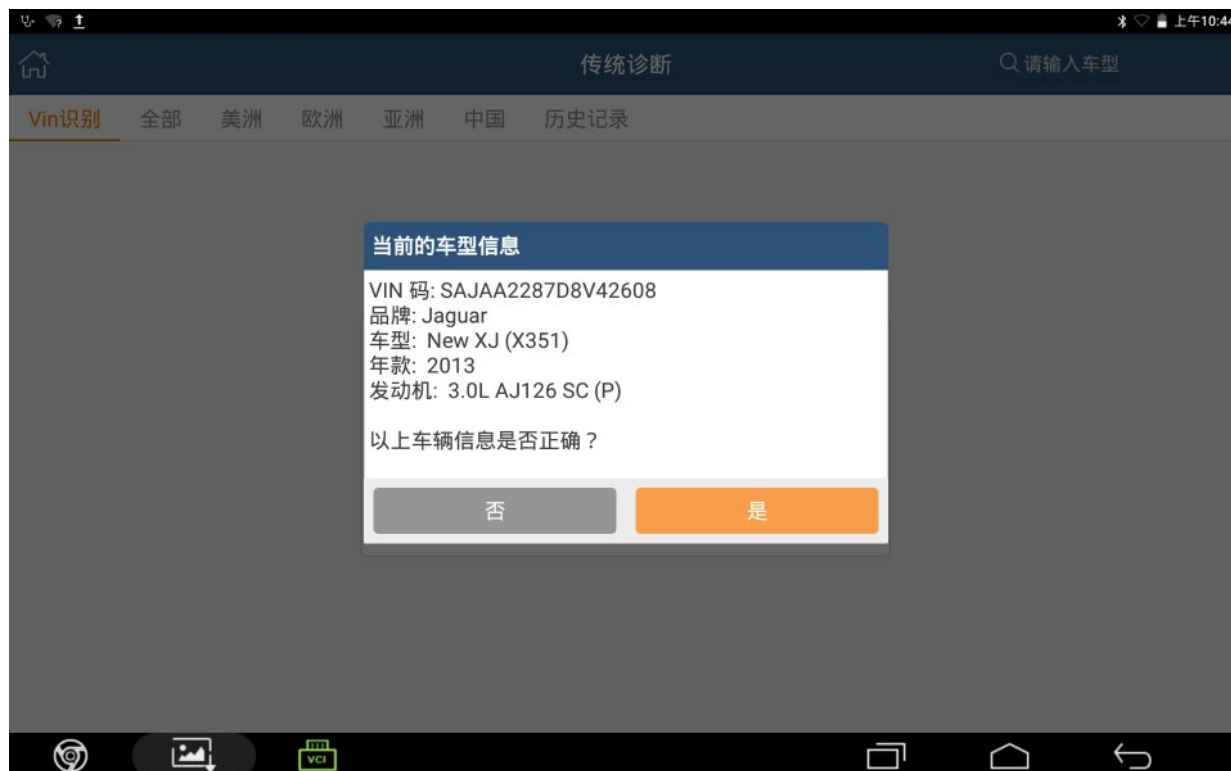 上午10:44
传统诊断
请输入车型
Vin识别
全部
美洲
欧洲
亚洲
中国
历史记录
当前的车型信息
VIN 码: SAJAA2287D8V42608
品牌: Jaguar
车型: New XJ (X351)
年款: 2013
发动机: 3.0L AJ126 SC (P)
以上车辆信息是否正确？
否
是
VCI